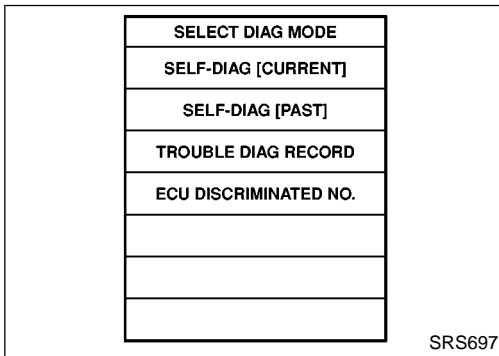 SELECT DIAG MODE
SELF-DIAG [CURRENT]
SELF-DIAG [PAST]
TROUBLE DIAG RECORD
ECU DISCRIMINATED NO.
SRS697